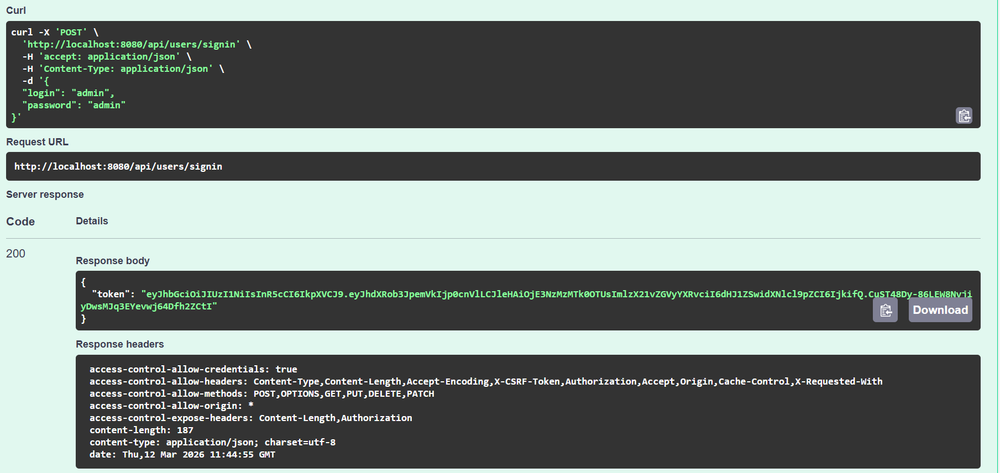 Curl
curl -X 'POST' \
'http://localhost:8080/api/users/signin' \
-H 'accept: application/json' \
-H 'Content-Type: application/json' \
-d '{
"login": "admin",
"password": "admin"
}'
Request URL
http://localhost:8080/api/users/signin
Server response
Code Details
200
Response body
{
"token": "eyJhbGciOiJIUzI1NiIsInR5cCI6IkpXVCJ9.eyJhdXRob3JpemVkIjp0cnVlLCJleHAiOjE3NzMzMTk0OTUsImlzX21vZGVyYXRvciI6dHJ1ZSwidXNlcl9pZCI6IjkifQ.CuST48Dy-86LEW8Nyji
yDwsMJq3EYevwj64Dfh2ZCtI"
}
Download
Response headers
access-control-allow-credentials: true
access-control-allow-headers: Content-Type,Content-Length,Accept-Encoding,X-CSRF-Token,Authorization,Accept,Origin,Cache-Control,X-Requested-With
access-control-allow-methods: POST,OPTIONS,GET,PUT,DELETE,PATCH
access-control-allow-origin: *
access-control-expose-headers: Content-Length,Authorization
content-length: 187
content-type: application/json; charset=utf-8
date: Thu,12 Mar 2026 11:44:55 GMT